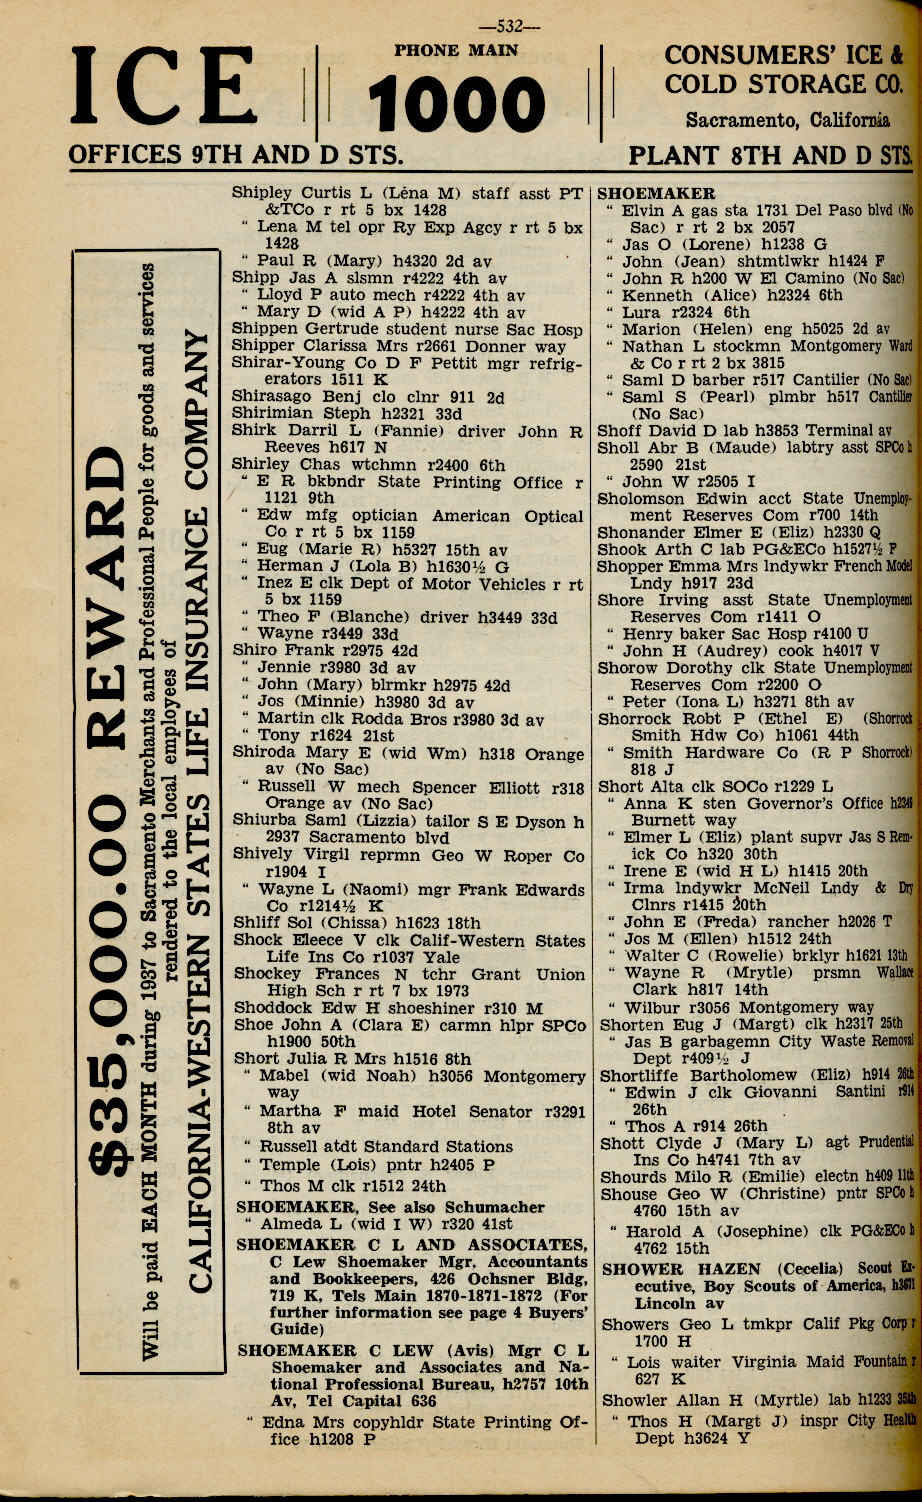 —532—
ICE
PHONE MAIN
1000
CONSUMERS' ICE &
COLD STORAGE CO.
Sacramento, California
OFFICES 9TH AND D STS.
PLANT 8TH AND D STS.
$35,000.00 REWARD
Will be paid EACH MONTH during 1937 to Sacramento Merchants and Professional People for goods and services
rendered to the local employees of
CALIFORNIA-WESTERN STATES LIFE INSURANCE COMPANY
Shipley Curtis L (Lena M) staff asst PT
&TCo r rt 5 bx 1428
" Lena M tel opr Ry Exp Agcy r rt 5 bx
1428
" Paul R (Mary) h4320 2d av
Shipp Jas A slsmn r4222 4th av
" Lloyd P auto mech r4222 4th av
" Mary D (wid A P) h4222 4th av
Shippen Gertrude student nurse Sac Hosp
Shipper Clarissa Mrs r2661 Donner way
Shirar-Young Co D F Pettit mgr refrig-
erators 1511 K
Shirasago Benj clo clnr 911 2d
Shirimian Steph h2321 33d
Shirk Darril L (Fannie) driver John R
Reeves h617 N
Shirley Chas wtchmn r2400 6th
" E R bkbndr State Printing Office r
1121 9th
" Edw mfg optician American Optical
Co r rt 5 bx 1159
" Eug (Marie R) h5327 15th av
" Herman J (Lola B) h1630½ G
" Inez E clk Dept of Motor Vehicles r rt
5 bx 1159
" Theo F (Blanche) driver h3449 33d
" Wayne r3449 33d
Shiro Frank r2975 42d
" Jennie r3980 3d av
" John (Mary) blrmkr h2975 42d
" Jos (Minnie) h3980 3d av
" Martin clk Rodda Bros r3980 3d av
" Tony r1624 21st
Shiroda Mary E (wid Wm) h318 Orange
av (No Sac)
" Russell W mech Spencer Elliott r318
Orange av (No Sac)
Shiurba Saml (Lizzia) tailor S E Dyson h
2937 Sacramento blvd
Shively Virgil reprmn Geo W Roper Co
r1904 I
" Wayne L (Naomi) mgr Frank Edwards
Co r1214½ K
Shliff Sol (Chissa) h1623 18th
Shock Eleece V clk Calif-Western States
Life Ins Co r1037 Yale
Shockey Frances N tchr Grant Union
High Sch r rt 7 bx 1973
Shoddock Edw H shoeshiner r310 M
Shoe John A (Clara E) carmn hlpr SPCo
h1900 50th
Short Julia R Mrs h1516 8th
" Mabel (wid Noah) h3056 Montgomery
way
" Martha F maid Hotel Senator r3291
8th av
" Russell atdt Standard Stations
" Temple (Lois) pntr h2405 P
" Thos M clk r1512 24th
SHOEMAKER, See also Schumacher
" Almeda L (wid I W) r320 41st
SHOEMAKER C L AND ASSOCIATES,
C Lew Shoemaker Mgr, Accountants
and Bookkeepers, 426 Ochsner Bldg,
719 K, Tels Main 1870-1871-1872 (For
further information see page 4 Buyers'
Guide)
SHOEMAKER C LEW (Avis) Mgr C L
Shoemaker and Associates and Na-
tional Professional Bureau, h2757 10th
Av, Tel Capital 636
" Edna Mrs copyhldr State Printing Of-
fice h1208 P
SHOEMAKER
" Elvin A gas sta 1731 Del Paso blvd (No
Sac) r rt 2 bx 2057
" Jas O (Lorene) h1238 G
" John (Jean) shtmtlwkr h1424 F
" John R h200 W El Camino (No Sac)
" Kenneth (Alice) h2324 6th
" Lura r2324 6th
" Marion (Helen) eng h5025 2d av
" Nathan L stockmn Montgomery Ward
& Co r rt 2 bx 3815
" Saml D barber r517 Cantilier (No Sac)
" Saml S (Pearl) plmbr h517 Cantilier
(No Sac)
Shoff David D lab h3853 Terminal av
Sholl Abr B (Maude) labtry asst SPCo h
2590 21st
" John W r2505 I
Sholomson Edwin acct State Unemploy-
ment Reserves Com r700 14th
Shonander Elmer E (Eliz) h2330 Q
Shook Arth C lab PG&ECo h1527½ F
Shopper Emma Mrs lndywkr French Model
Lndy h917 23d
Shore Irving asst State Unemployment
Reserves Com r1411 O
" Henry baker Sac Hosp r4100 U
" John H (Audrey) cook h4017 V
Shorow Dorothy clk State Unemployment
Reserves Com r2200 O
" Peter (Iona L) h3271 8th av
Shorrock Robt P (Ethel E) (Shorrock
Smith Hdw Co) h1061 44th
" Smith Hardware Co (R P Shorrock)
818 J
Short Alta clk SOCo r1229 L
" Anna K sten Governor's Office h2340
Burnett way
" Elmer L (Eliz) plant supvr Jas S Rem-
ick Co h320 30th
" Irene E (wid H L) h1415 20th
" Irma lndywkr McNeil Lndy & Dry
Clnrs r1415 20th
" John E (Freda) rancher h2026 T
" Jos M (Ellen) h1512 24th
" Walter C (Rowelie) brklyr h1621 13th
" Wayne R (Mrytle) prsmn Wallace
Clark h817 14th
" Wilbur r3056 Montgomery way
Shorten Eug J (Margt) clk h2317 25th
" Jas B garbagemn City Waste Removal
Dept r409½ J
Shortliffe Bartholomew (Eliz) h914 26th
" Edwin J clk Giovanni Santini r914
26th
" Thos A r914 26th
Shott Clyde J (Mary L) agt Prudential
Ins Co h4741 7th av
Shourds Milo R (Emilie) electn h409 11th
Shouse Geo W (Christine) pntr SPCo h
4760 15th av
" Harold A (Josephine) clk PG&ECo h
4762 15th
SHOWER HAZEN (Cecelia) Scout Ex-
ecutive, Boy Scouts of America, h3671
Lincoln av
Showers Geo L tmkpr Calif Pkg Corp r
1700 H
" Lois waiter Virginia Maid Fountain r
627 K
Showler Allan H (Myrtle) lab h1233 35th
" Thos H (Margt J) inspr City Health
Dept h3624 Y